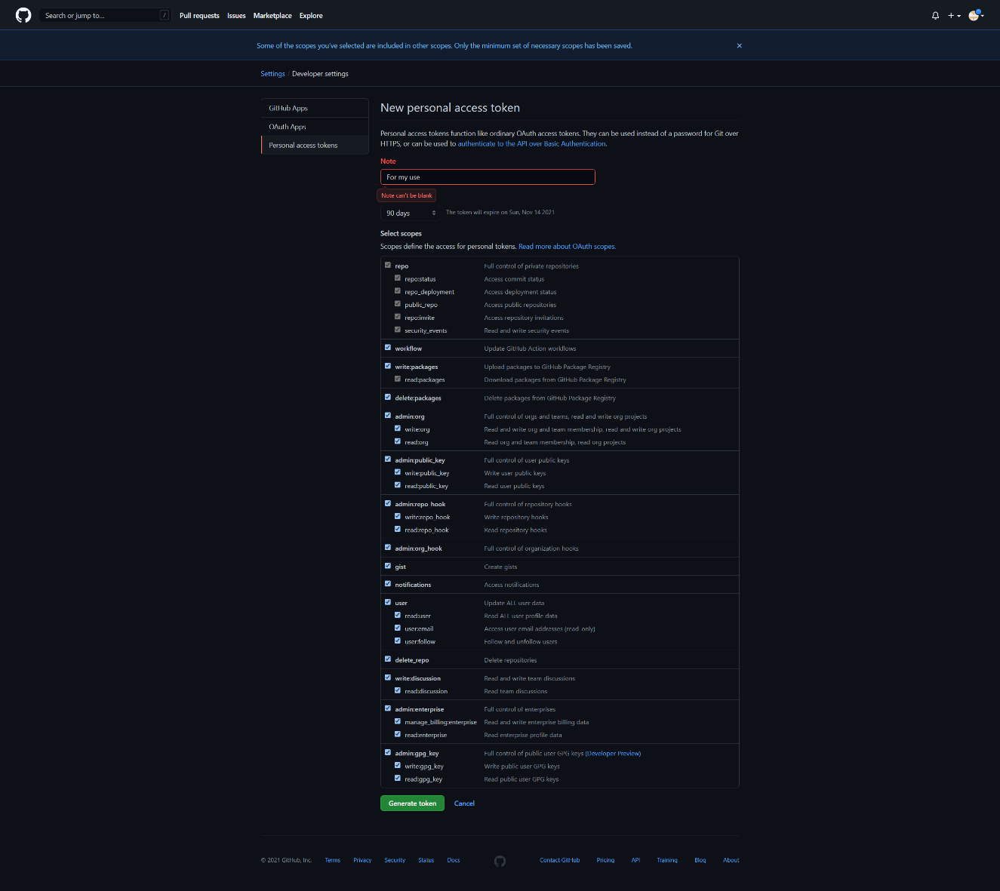 Search or jump to... /
Pull requests Issues Marketplace Explore
Some of the scopes you've selected are included in other scopes. Only the minimum set of necessary scopes has been saved.
Settings / Developer settings
GitHub Apps
OAuth Apps
Personal access tokens
New personal access token
Personal access tokens function like ordinary OAuth access tokens. They can be used instead of a password for Git over
HTTPS, or can be used to authenticate to the API over Basic Authentication.
Note
For my use
Note can't be blank
90 days The token will expire on Sun, Nov 14 2021
Select scopes
Scopes define the access for personal tokens. Read more about OAuth scopes.
repo Full control of private repositories
repo:status Access commit status
repo_deployment Access deployment status
public_repo Access public repositories
repo:invite Access repository invitations
security_events Read and write security events
workflow Update GitHub Action workflows
write:packages Upload packages to GitHub Package Registry
read:packages Download packages from GitHub Package Registry
delete:packages Delete packages from GitHub Package Registry
admin:org Full control of orgs and teams, read and write org projects
write:org Read and write org and team membership, read and write org projects
read:org Read org and team membership, read org projects
admin:public_key Full control of user public keys
write:public_key Write user public keys
read:public_key Read user public keys
admin:repo_hook Full control of repository hooks
write:repo_hook Write repository hooks
read:repo_hook Read repository hooks
admin:org_hook Full control of organization hooks
gist Create gists
notifications Access notifications
user Update ALL user data
read:user Read ALL user profile data
user:email Access user email addresses (read-only)
user:follow Follow and unfollow users
delete_repo Delete repositories
write:discussion Read and write team discussions
read:discussion Read team discussions
admin:enterprise Full control of enterprises
manage_billing:enterprise Read and write enterprise billing data
read:enterprise Read enterprise profile data
admin:gpg_key Full control of public user GPG keys (Developer Preview)
write:gpg_key Write public user GPG keys
read:gpg_key Read public user GPG keys
Generate token Cancel
© 2021 GitHub, Inc. Terms Privacy Security Status Docs Contact GitHub Pricing API Training Blog About